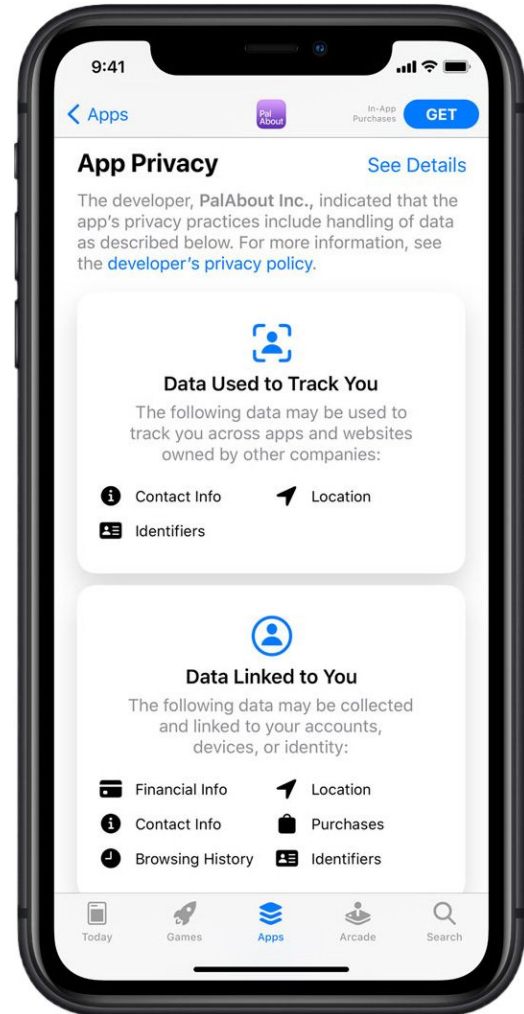 9:41
Apps
Pal
About
In-App
Purchases
GET
App Privacy
See Details
The developer, PalAbout Inc., indicated that the
app's privacy practices include handling of data
as described below. For more information, see
the developer's privacy policy.
Data Used to Track You
The following data may be used to
track you across apps and websites
owned by other companies:
Contact Info
Location
Identifiers
Data Linked to You
The following data may be collected
and linked to your accounts,
devices, or identity:
Financial Info
Location
Contact Info
Purchases
Browsing History
Identifiers
Today
Games
Apps
Arcade
Search